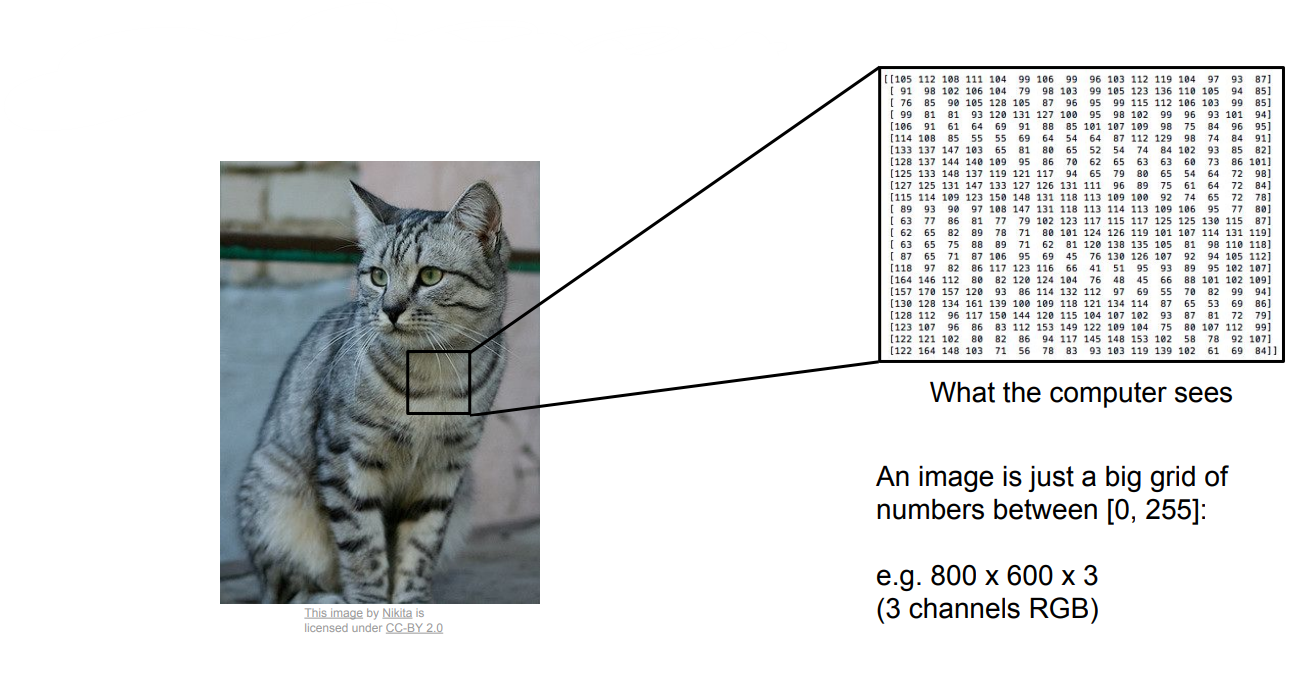 [[105 112 108 111 104 99 106 99 96 103 112 119 104 97 93 87]
[ 91 98 102 106 104 79 98 103 99 105 123 136 110 105 94 85]
[ 76 85 90 105 128 105 87 96 95 99 115 112 106 103 99 85]
[ 99 81 81 93 120 131 127 100 95 98 102 99 96 93 101 94]
[106 91 61 64 69 91 88 85 101 107 109 98 75 84 96 95]
[114 108 85 55 55 69 64 54 64 87 112 129 98 74 84 91]
[133 137 147 103 65 81 80 65 52 54 74 84 102 93 85 82]
[128 137 144 140 109 95 86 70 62 65 63 63 60 73 86 101]
[125 133 148 137 119 121 117 94 65 79 80 65 54 64 72 98]
[127 125 131 147 133 127 126 131 111 96 89 75 61 64 72 84]
[115 114 109 123 150 148 131 118 113 109 100 92 74 65 72 78]
[ 89 93 90 97 108 147 131 118 113 114 113 109 106 95 77 80]
[ 63 77 86 81 77 79 102 123 117 115 117 125 125 130 115 87]
[ 62 65 82 89 78 71 80 101 124 126 119 101 107 114 131 119]
[ 63 65 75 88 89 71 62 81 120 138 135 105 81 98 110 118]
[ 87 65 71 87 106 95 69 45 76 130 126 107 92 94 105 112]
[118 97 82 86 117 123 116 66 41 51 95 93 89 95 102 107]
[164 146 112 80 82 120 124 104 76 48 45 66 88 101 102 109]
[157 170 157 120 93 86 114 132 112 97 69 55 70 82 99 94]
[130 128 134 161 139 100 109 118 121 134 114 87 65 53 69 86]
[128 112 96 117 150 144 120 115 104 107 102 93 87 81 72 79]
[123 107 96 86 83 112 153 149 122 109 104 75 80 107 112 99]
[122 121 102 80 82 86 94 117 145 148 153 102 58 78 92 107]
[122 164 148 103 71 56 78 83 93 103 119 139 102 61 69 84]]
What the computer sees
An image is just a big grid of
numbers between [0, 255]:
e.g. 800 x 600 x 3
(3 channels RGB)
This image by Nikita is
licensed under CC-BY 2.0